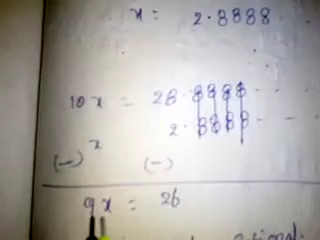 x = 2.8888
10x = 28.8888 - - -
x 2.8888 - -
(-) (-)
9x = 26